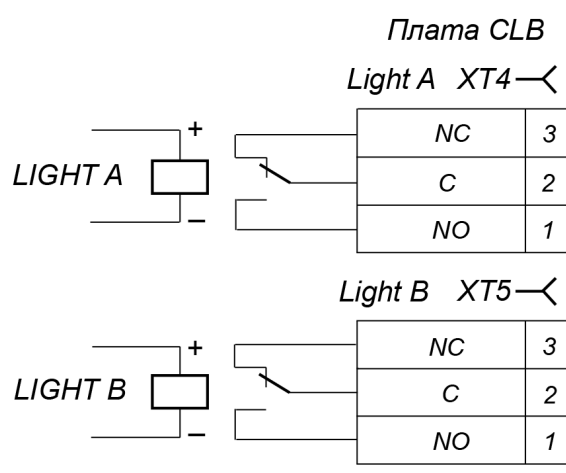 Плата CLB
Light A XT4
NC 3
LIGHT A + − C 2
NO 1
Light B XT5
NC 3
LIGHT B + − C 2
NO 1